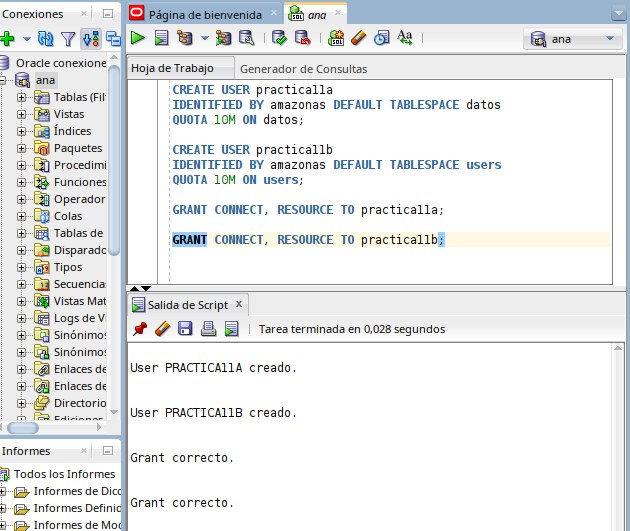 Conexiones
Página de bienvenida
ana
ana
Oracle conexione
ana
Tablas (Fil
Vistas
Índices
Paquetes
Procedimi
Funciones
Operador
Colas
Tablas de
Disparado
Tipos
Secuencia
Vistas Mat
Logs de V
Sinónimos
Sinónimos
Enlaces de
Enlaces de
Directorio
Ediciones
Informes
Todos los Informes
Informes de Dicc
Informes Definid
Informes de Mod
Hoja de Trabajo
Generador de Consultas
CREATE USER practica11a
IDENTIFIED BY amazonas DEFAULT TABLESPACE datos
QUOTA 10M ON datos;
CREATE USER practica11b
IDENTIFIED BY amazonas DEFAULT TABLESPACE users
QUOTA 10M ON users;
GRANT CONNECT, RESOURCE TO practica11a;
GRANT CONNECT, RESOURCE TO practica11b;
Salida de Script
Tarea terminada en 0,028 segundos
User PRACTICA11A creado.
User PRACTICA11B creado.
Grant correcto.
Grant correcto.